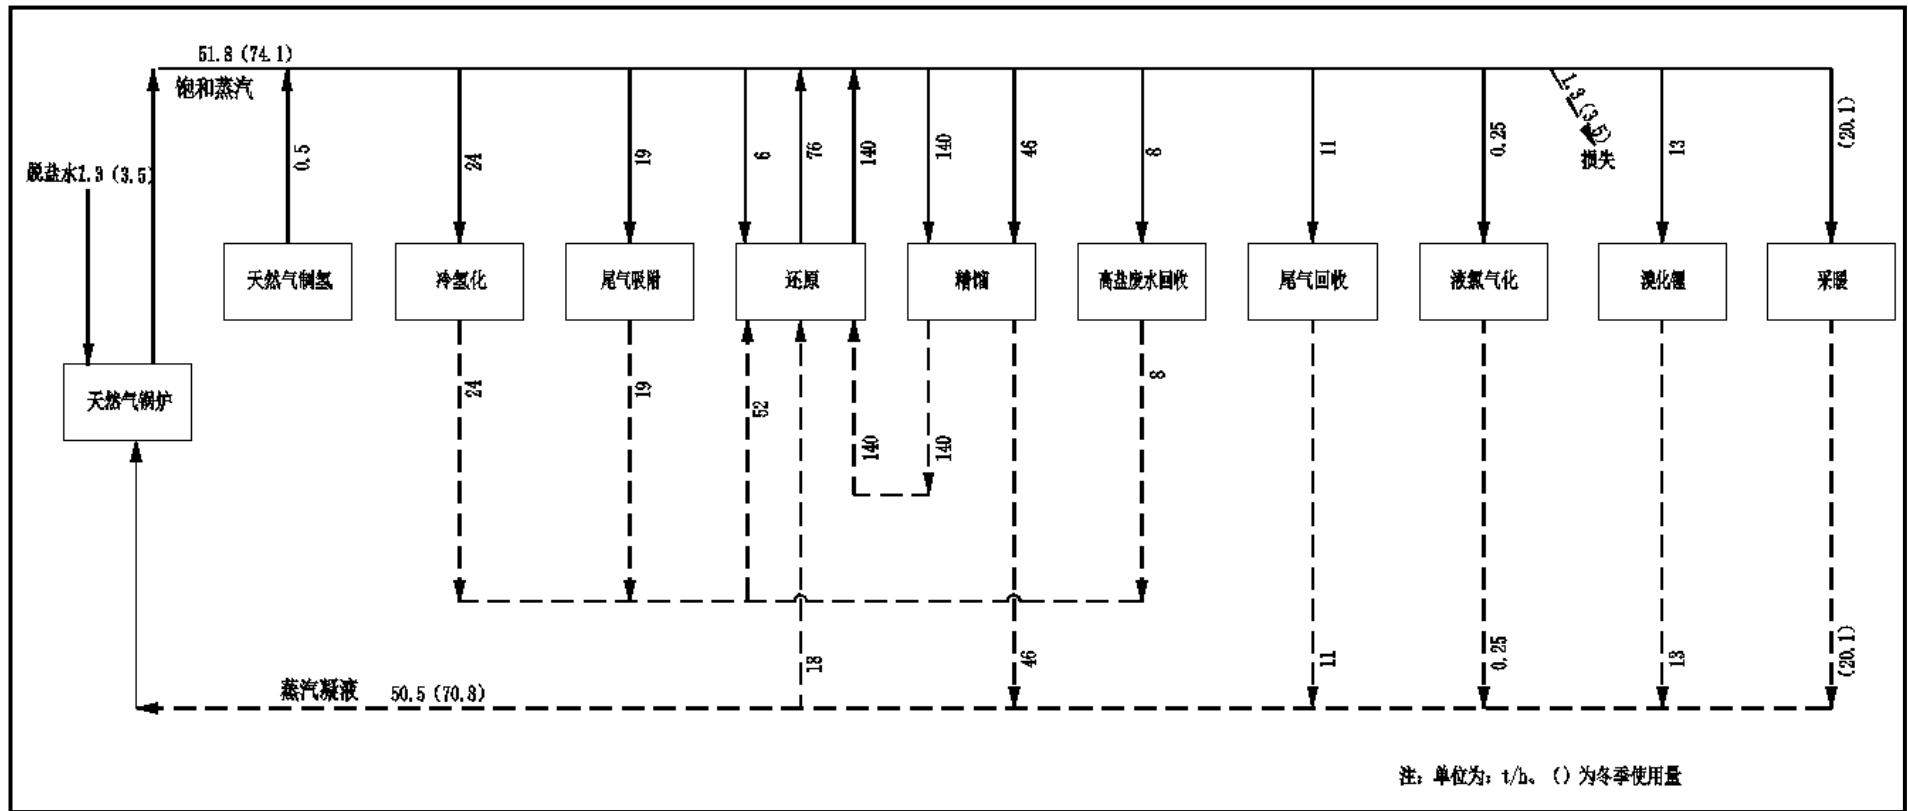 51.8 (74.1)
饱和蒸汽
脱盐水1.3 (3.5)
0.5
24
19
6
76
140
140
46
8
11
0.25
1.3 (3.5)
损失
13
(20.1)
天然气制氢
冷氢化
尾气吸附
还原
精馏
高盐废水回收
尾气回收
液氮气化
溴化锂
采暖
天然气锅炉
24
19
52
140
140
8
18
46
11
0.25
13
(20.1)
蒸汽凝液
50.5 (70.8)
注: 单位为: t/h、 () 为冬季使用量